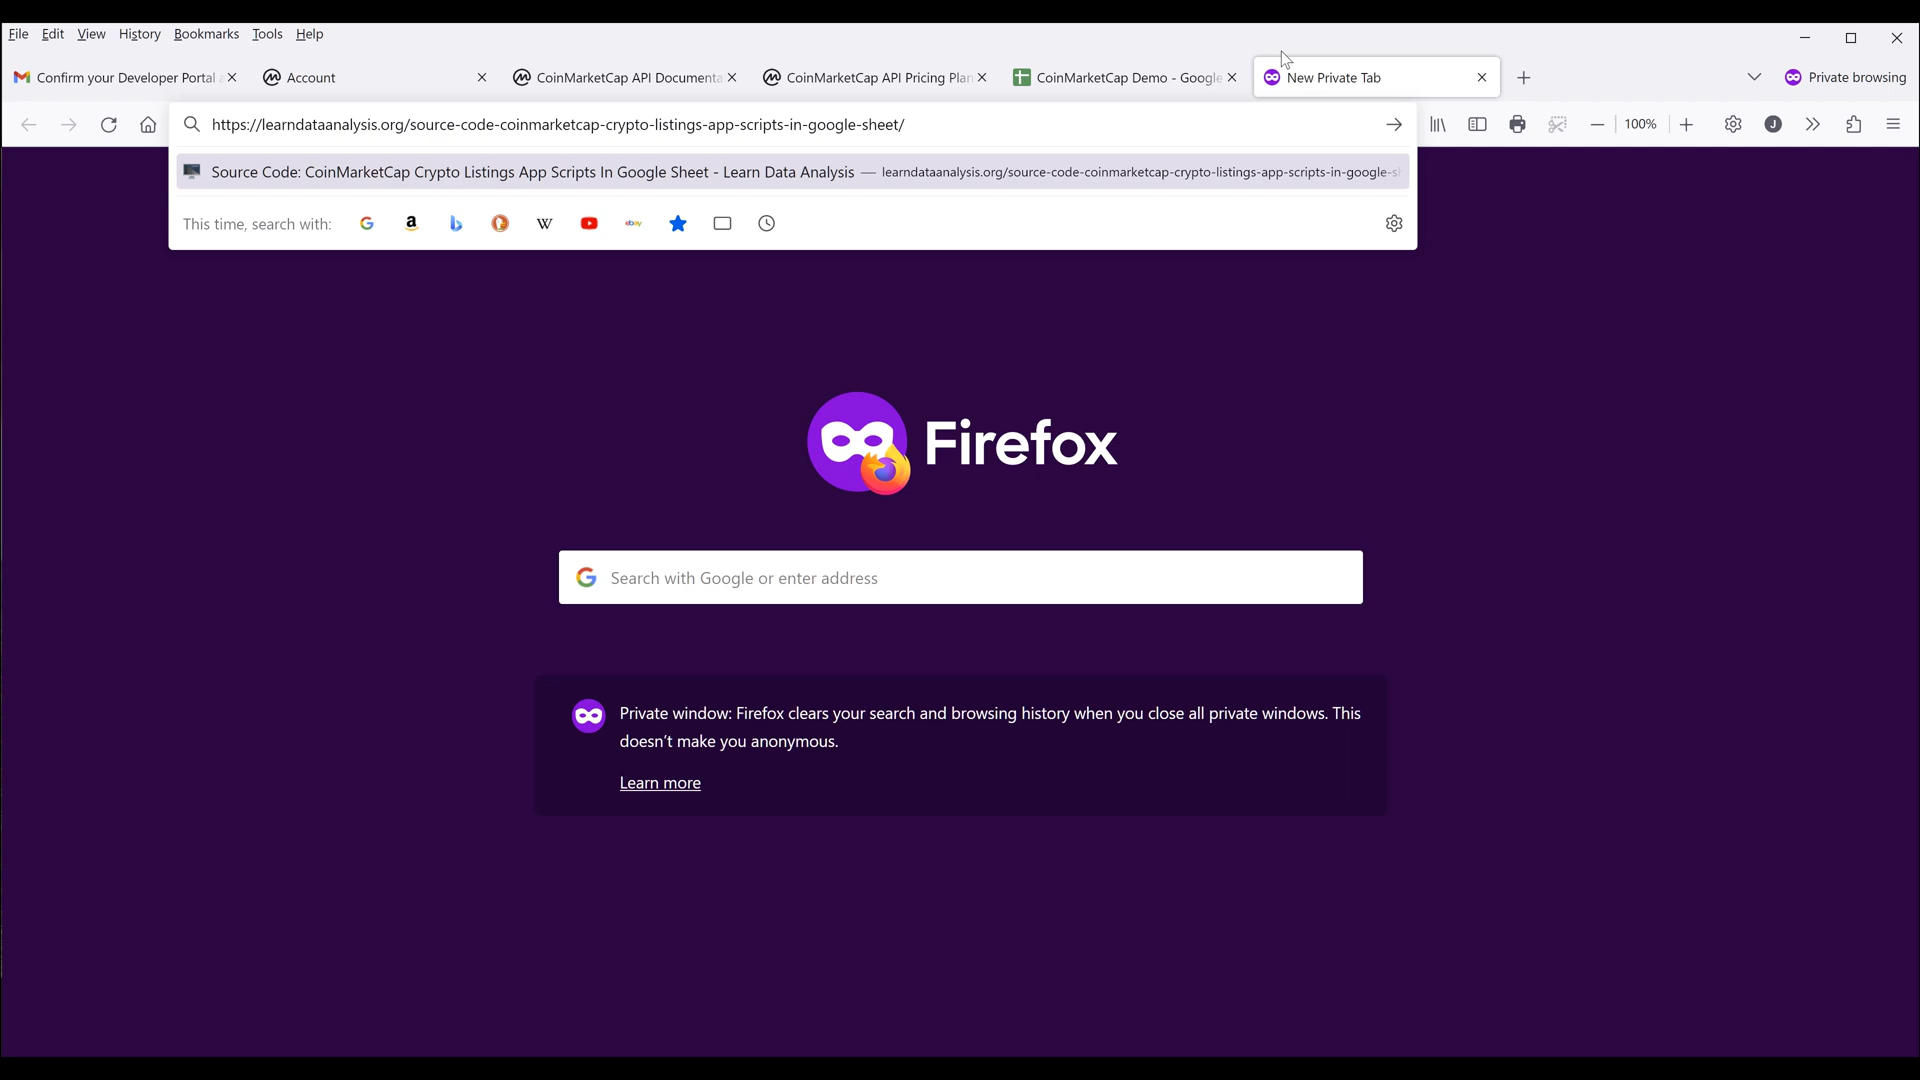 File Edit View History Bookmarks Tools Help
Confirm your Developer Portal a
Account
CoinMarketCap API Documenta
CoinMarketCap API Pricing Plan
CoinMarketCap Demo - Google
New Private Tab
Private browsing
https://learndataanalysis.org/source-code-coinmarketcap-crypto-listings-app-scripts-in-google-sheet/
100%
J
Source Code: CoinMarketCap Crypto Listings App Scripts In Google Sheet - Learn Data Analysis — learndataanalysis.org/source-code-coinmarketcap-crypto-listings-app-scripts-in-google-sh
This time, search with:
Firefox
Search with Google or enter address
Private window: Firefox clears your search and browsing history when you close all private windows. This
doesn't make you anonymous.
Learn more